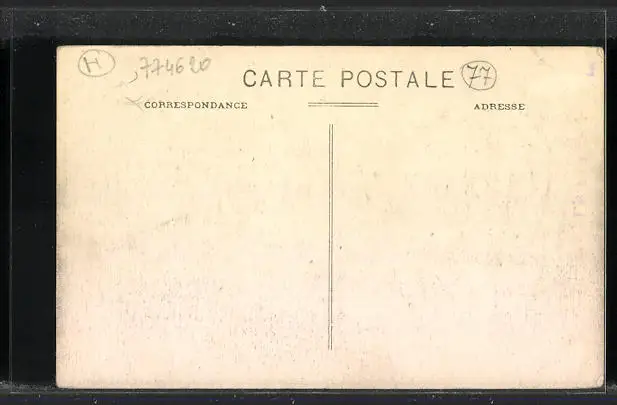 H 774620
CARTE POSTALE 77
CORRESPONDANCE
ADRESSE